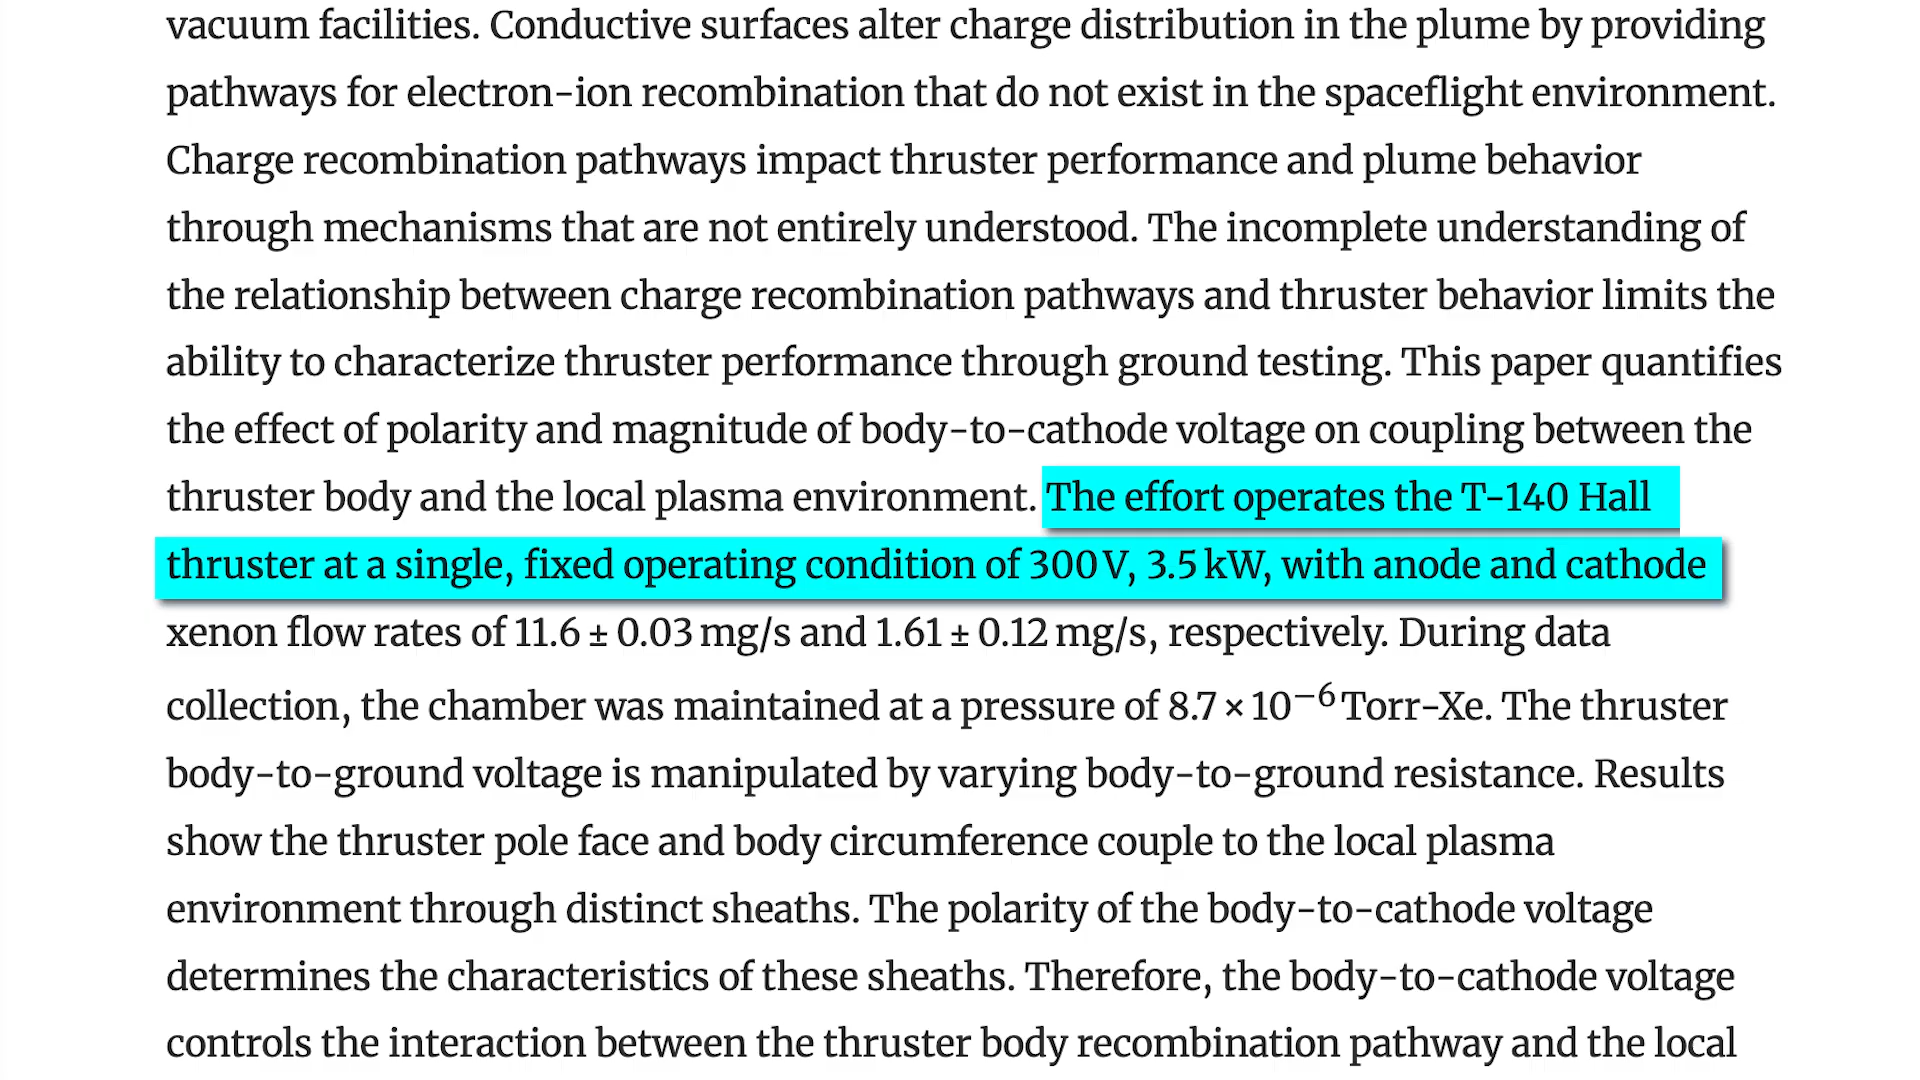 vacuum facilities. Conductive surfaces alter charge distribution in the plume by providing
pathways for electron-ion recombination that do not exist in the spaceflight environment.
Charge recombination pathways impact thruster performance and plume behavior
through mechanisms that are not entirely understood. The incomplete understanding of
the relationship between charge recombination pathways and thruster behavior limits the
ability to characterize thruster performance through ground testing. This paper quantifies
the effect of polarity and magnitude of body-to-cathode voltage on coupling between the
thruster body and the local plasma environment. The effort operates the T-140 Hall
thruster at a single, fixed operating condition of 300 V, 3.5 kW, with anode and cathode
xenon flow rates of 11.6 ± 0.03 mg/s and 1.61 ± 0.12 mg/s, respectively. During data
collection, the chamber was maintained at a pressure of 8.7 × 10⁻⁶ Torr-Xe. The thruster
body-to-ground voltage is manipulated by varying body-to-ground resistance. Results
show the thruster pole face and body circumference couple to the local plasma
environment through distinct sheaths. The polarity of the body-to-cathode voltage
determines the characteristics of these sheaths. Therefore, the body-to-cathode voltage
controls the interaction between the thruster body recombination pathway and the local